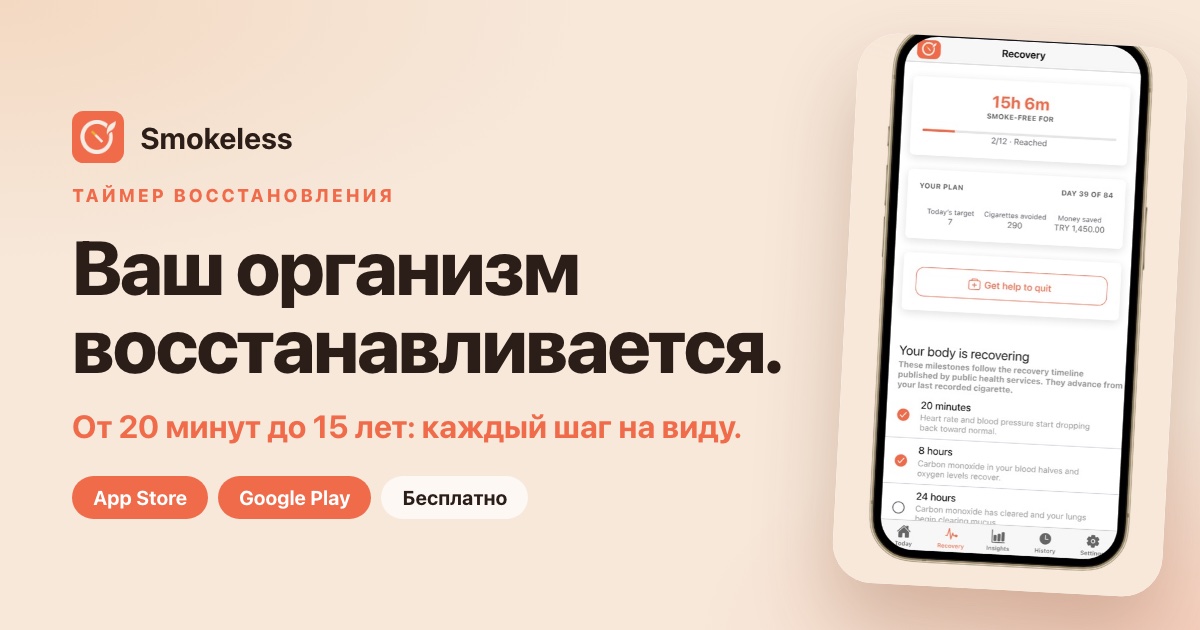 Smokeless
ТАЙМЕР ВОССТАНОВЛЕНИЯ
Ваш организм
восстанавливается.
От 20 минут до 15 лет: каждый шаг на виду.
App Store
Google Play
Бесплатно
Recovery
15h 6m
SMOKE-FREE FOR
2/12 · Reached
YOUR PLAN
DAY 39 OF 84
Today's target
7
Cigarettes avoided
290
Money saved
TRY 1,450.00
Get help to quit
Your body is recovering
These milestones follow the recovery timeline
published by public health services. They advance from
your last recorded cigarette.
20 minutes
Heart rate and blood pressure start dropping
back toward normal.
8 hours
Carbon monoxide in your blood halves and
oxygen levels recover.
24 hours
Carbon monoxide has cleared and your lungs
begin clearing mucus.
Today
Recovery
Insights
History
Settings